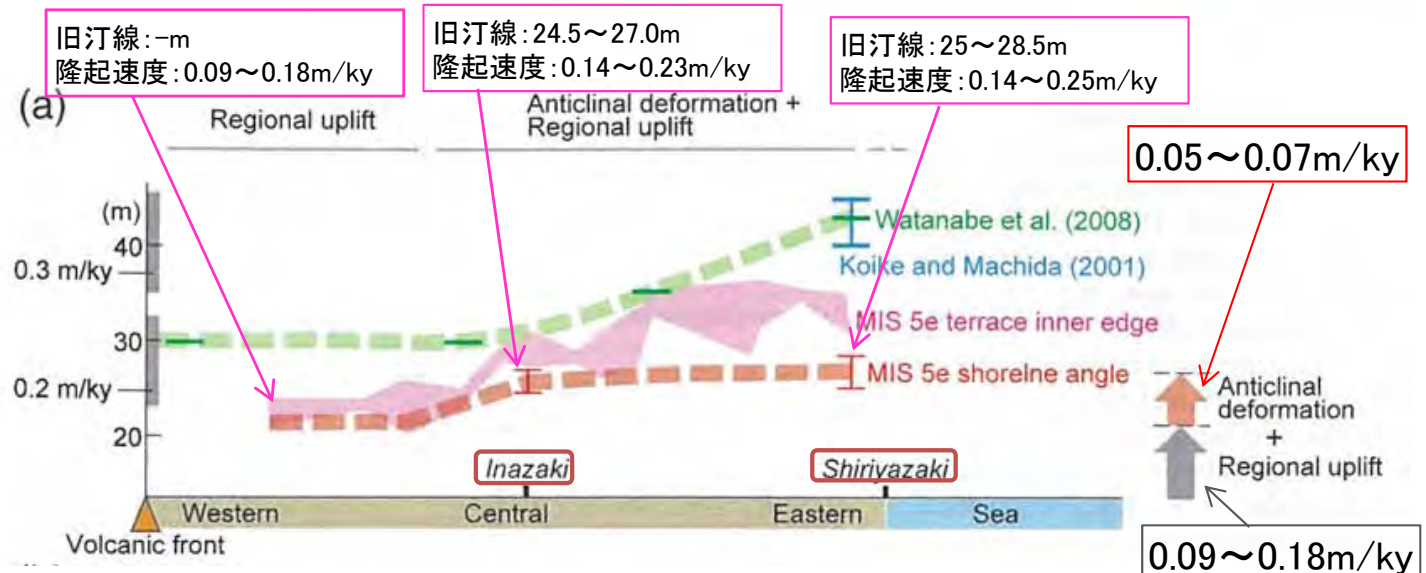 旧汀線:-m
隆起速度:0.09～0.18m/ky
旧汀線:24.5～27.0m
隆起速度:0.14～0.23m/ky
旧汀線:25～28.5m
隆起速度:0.14～0.25m/ky
(a)
Regional uplift
Anticlinal deformation +
Regional uplift
0.05～0.07m/ky
(m)
40
0.3 m/ky
30
0.2 m/ky
20
Watanabe et al. (2008)
Koike and Machida (2001)
MIS 5e terrace inner edge
MIS 5e shorelne angle
Anticlinal
deformation
+
Regional uplift
Inazaki
Shiriyazaki
Western
Central
Eastern
Sea
Volcanic front
0.09～0.18m/ky